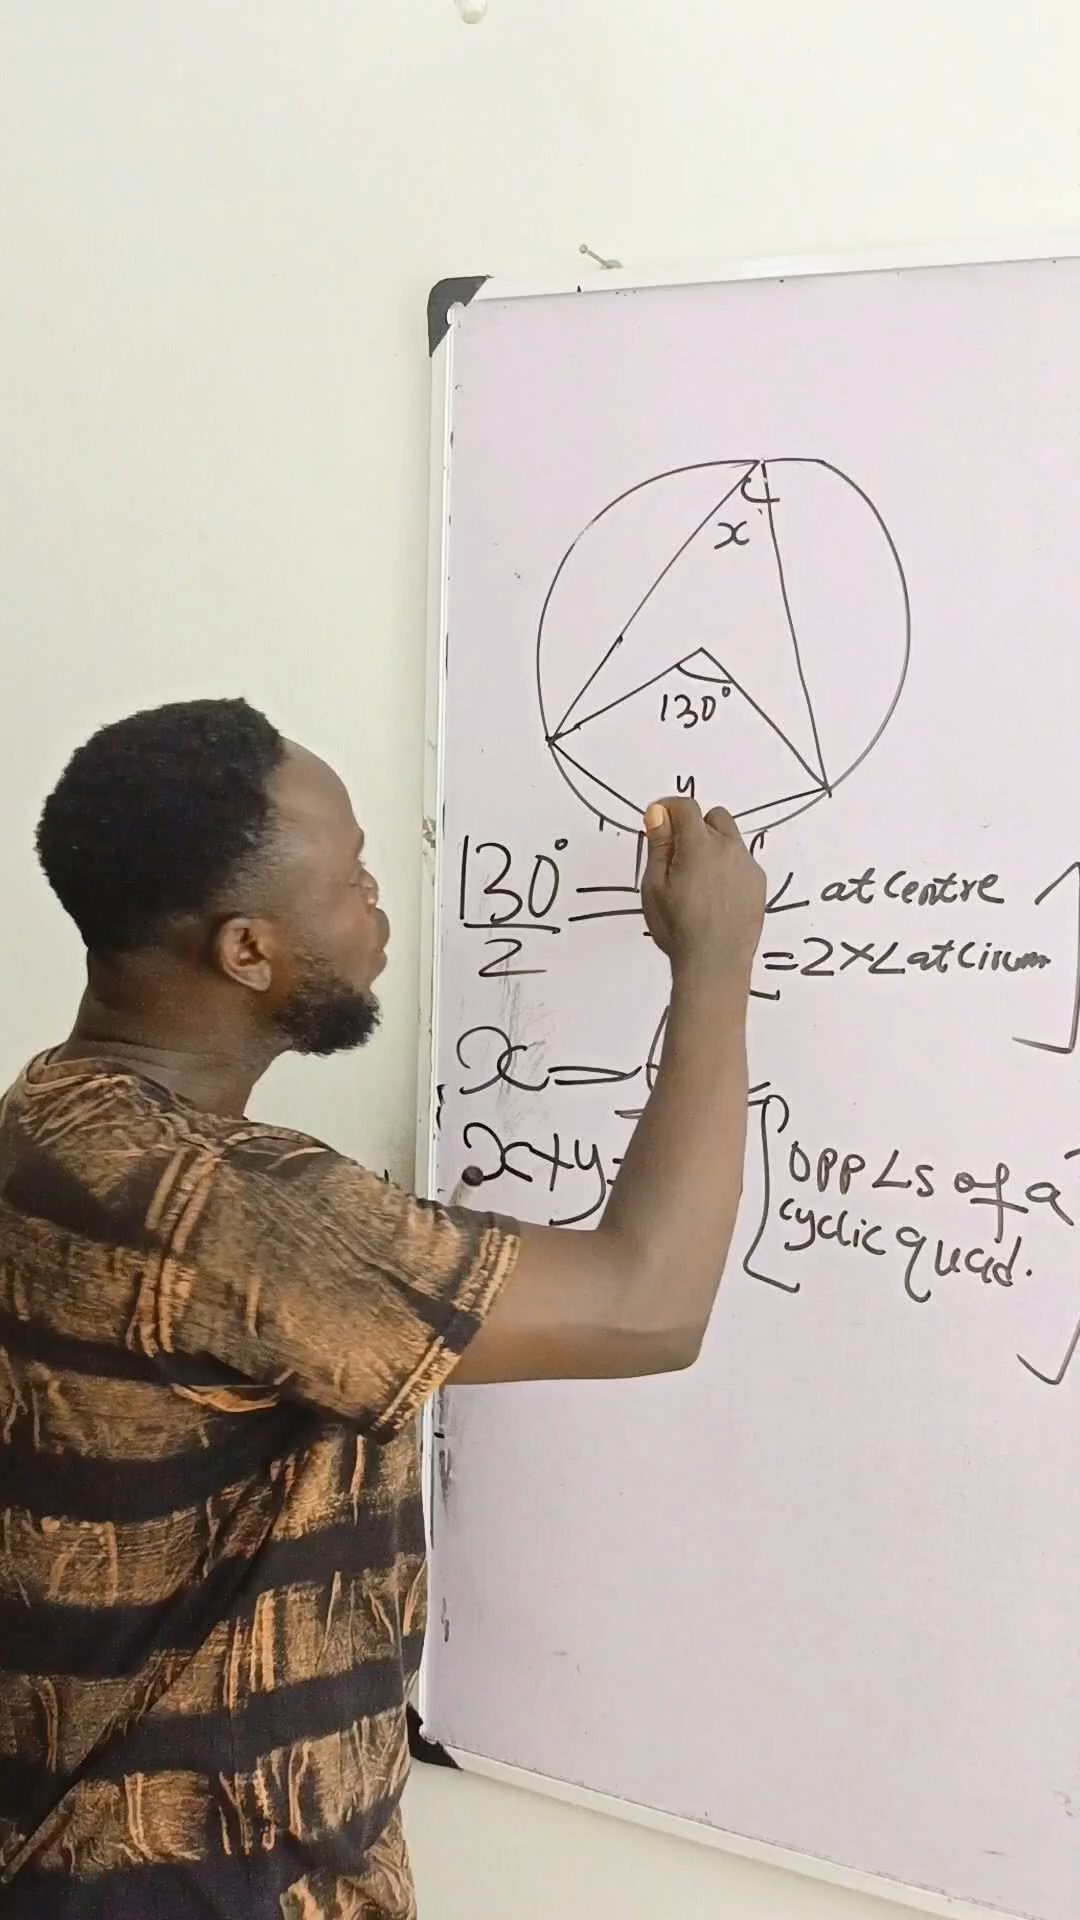 x
130°
y
130° =
2
∠ at centre
= 2 × ∠ at circum
x =
x + y =
opp ∠s of a
cyclic quad.